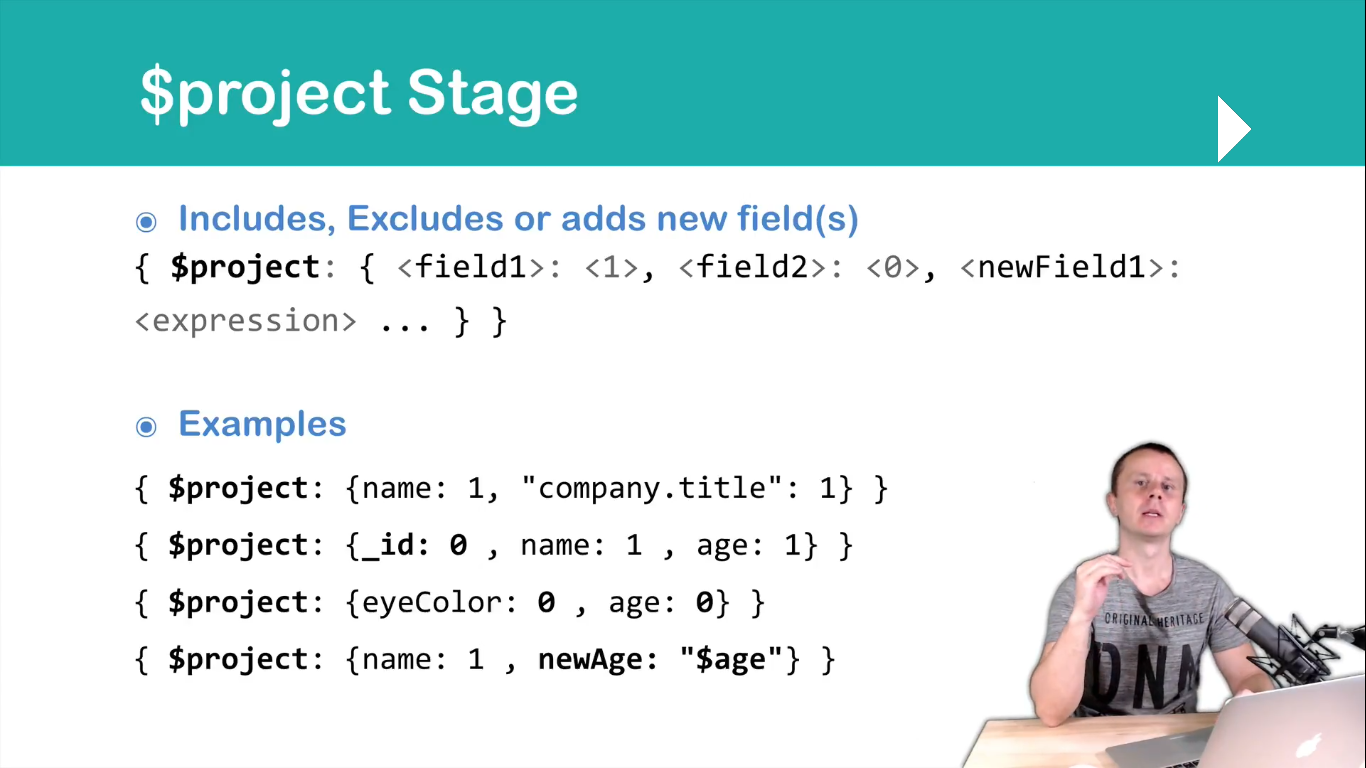 $project Stage
Includes, Excludes or adds new field(s)
{ $project: { <field1>: <1>, <field2>: <0>, <newField1>:
<expression> ... } }
Examples
{ $project: {name: 1, "company.title": 1} }
{ $project: {_id: 0 , name: 1 , age: 1} }
{ $project: {eyeColor: 0 , age: 0} }
{ $project: {name: 1 , newAge: "$age"} }
ORIGINAL HERITAGE
DNM